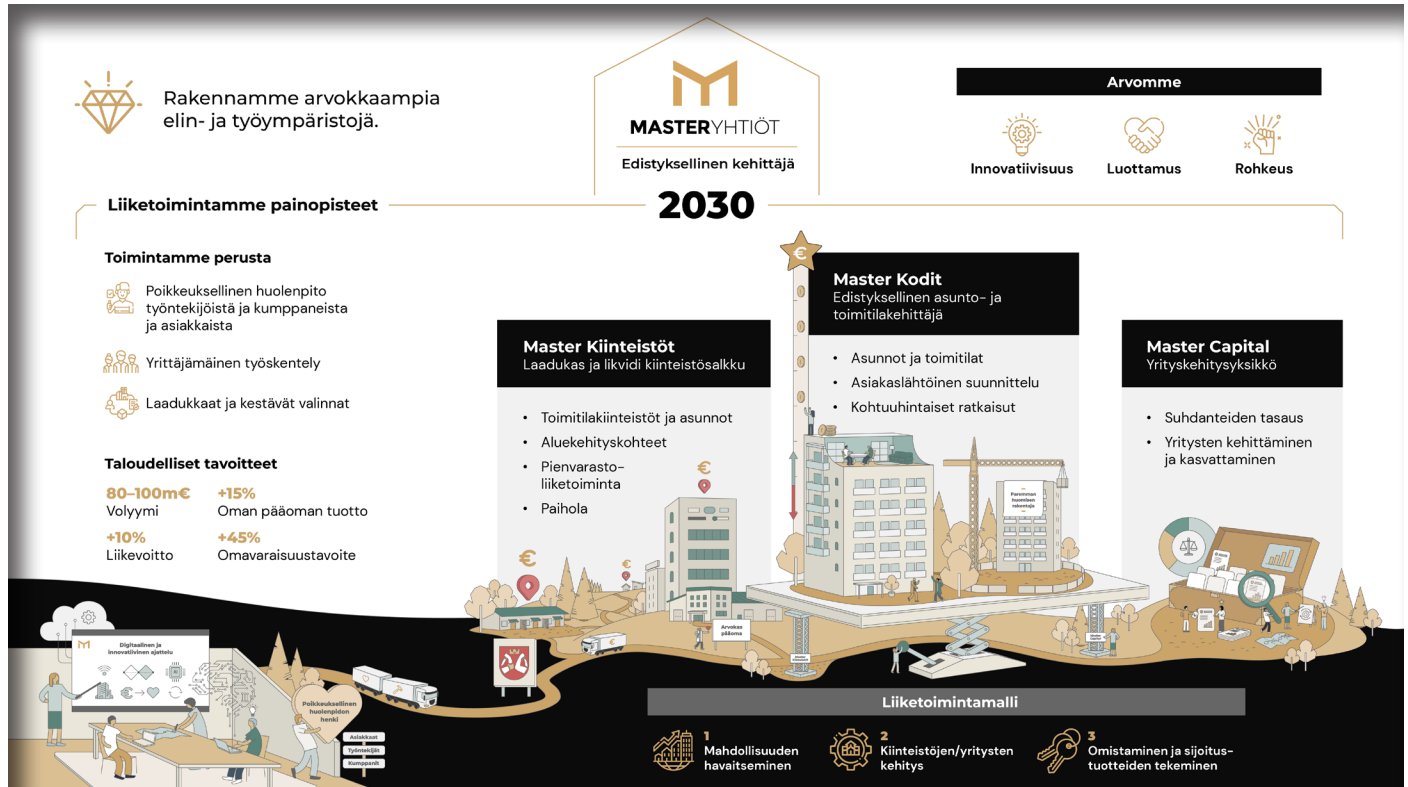 Rakennamme arvokkaampia
elin- ja työympäristöjä.
MASTERYHTIÖT
Edistyksellinen kehittäjä
2030
Arvomme
Innovatiivisuus
Luottamus
Rohkeus
Liiketoimintamme painopisteet
Toimintamme perusta
Poikkeuksellinen huolenpito
työntekijöistä ja kumppaneista
ja asiakkaista
Yrittäjämäinen työskentely
Laadukkaat ja kestävät valinnat
Taloudelliset tavoitteet
80–100m€
Volyymi
+15%
Oman pääoman tuotto
+10%
Liikevoitto
+45%
Omavaraisuustavoite
Master Kiinteistöt
Laadukas ja likvidi kiinteistösalkku
• Toimitilakiinteistöt ja asunnot
• Aluekehityskohteet
• Pienvarasto-
liiketoiminta
• Paihola
€
Master Kodit
Edistyksellinen asunto- ja
toimitilakehittäjä
• Asunnot ja toimitilat
• Asiakaslähtöinen suunnittelu
• Kohtuuhintaiset ratkaisut
Master Capital
Yrityskehitysyksikkö
• Suhdanteiden tasaus
• Yritysten kehittäminen
ja kasvattaminen
€
€
€
Paremman
huomisen
rakentaja
Arvokas
pääoma
Digitaalinen ja
innovatiivinen ajattelu
AI
€
Poikkeuksellinen
huolenpidon
henki
Asiakkaat
Työntekijän
Kumppanit
€
Liiketoimintamalli
1
Mahdollisuuden
havaitseminen
2
Kiinteistöjen/yritysten
kehitys
3
Omistaminen ja sijoitus-
tuotteiden tekeminen